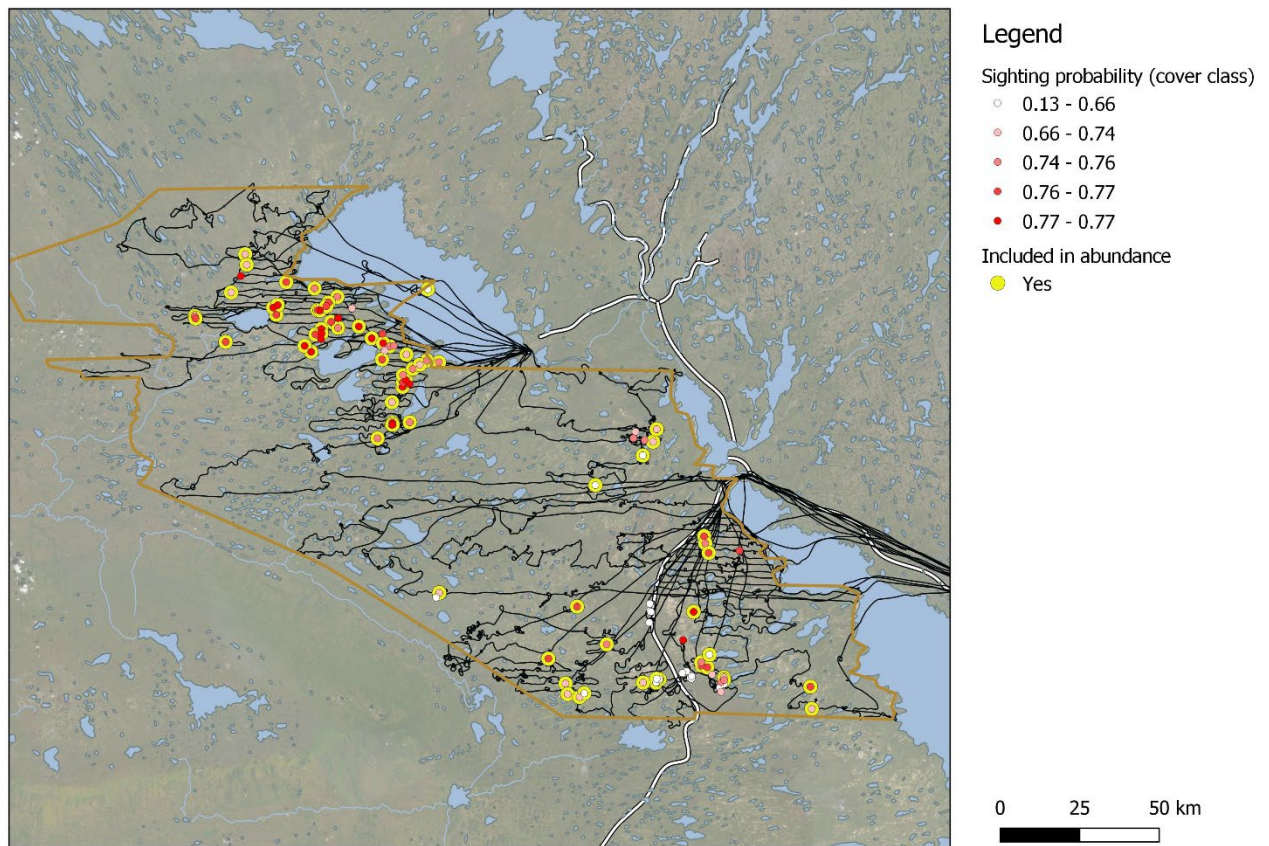 Legend
Sighting probability (cover class)
0.13 - 0.66
0.66 - 0.74
0.74 - 0.76
0.76 - 0.77
0.77 - 0.77
Included in abundance
Yes
0 25 50 km